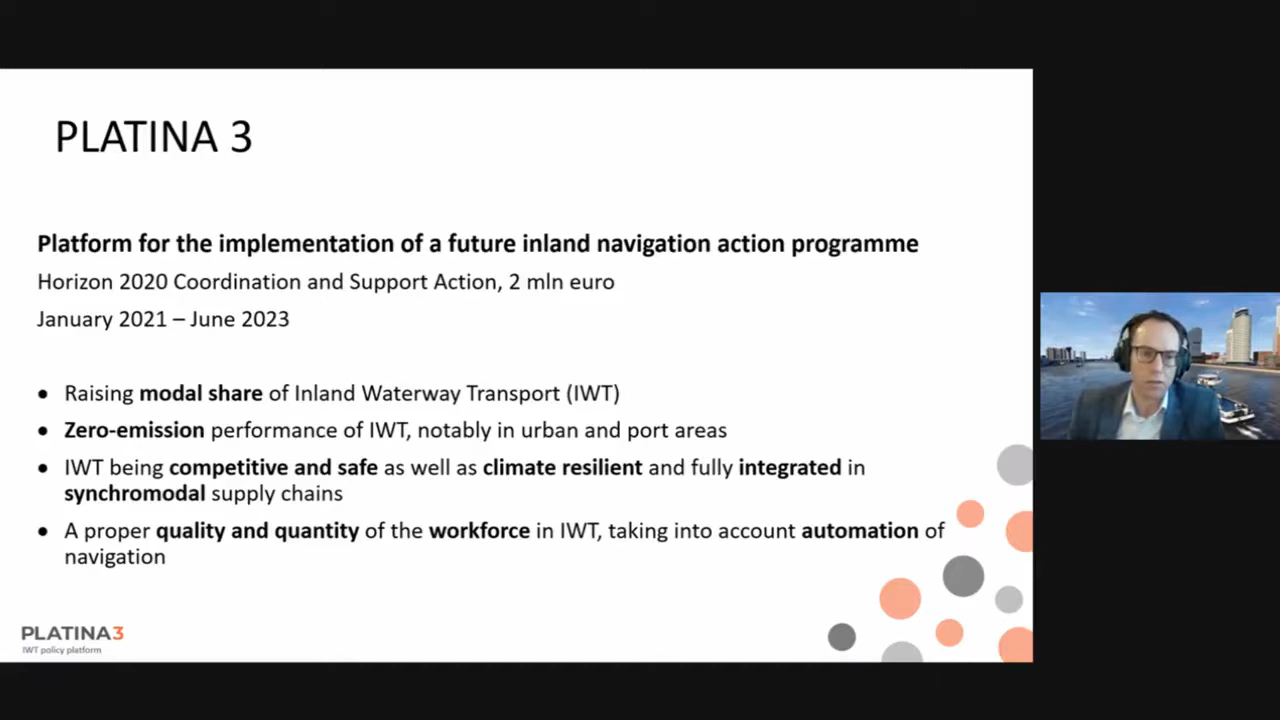 PLATINA 3
Platform for the implementation of a future inland navigation action programme
Horizon 2020 Coordination and Support Action, 2 mln euro
January 2021 – June 2023
• Raising modal share of Inland Waterway Transport (IWT)
• Zero-emission performance of IWT, notably in urban and port areas
• IWT being competitive and safe as well as climate resilient and fully integrated in
synchromodal supply chains
• A proper quality and quantity of the workforce in IWT, taking into account automation of
navigation
PLATINA3
IWT policy platform